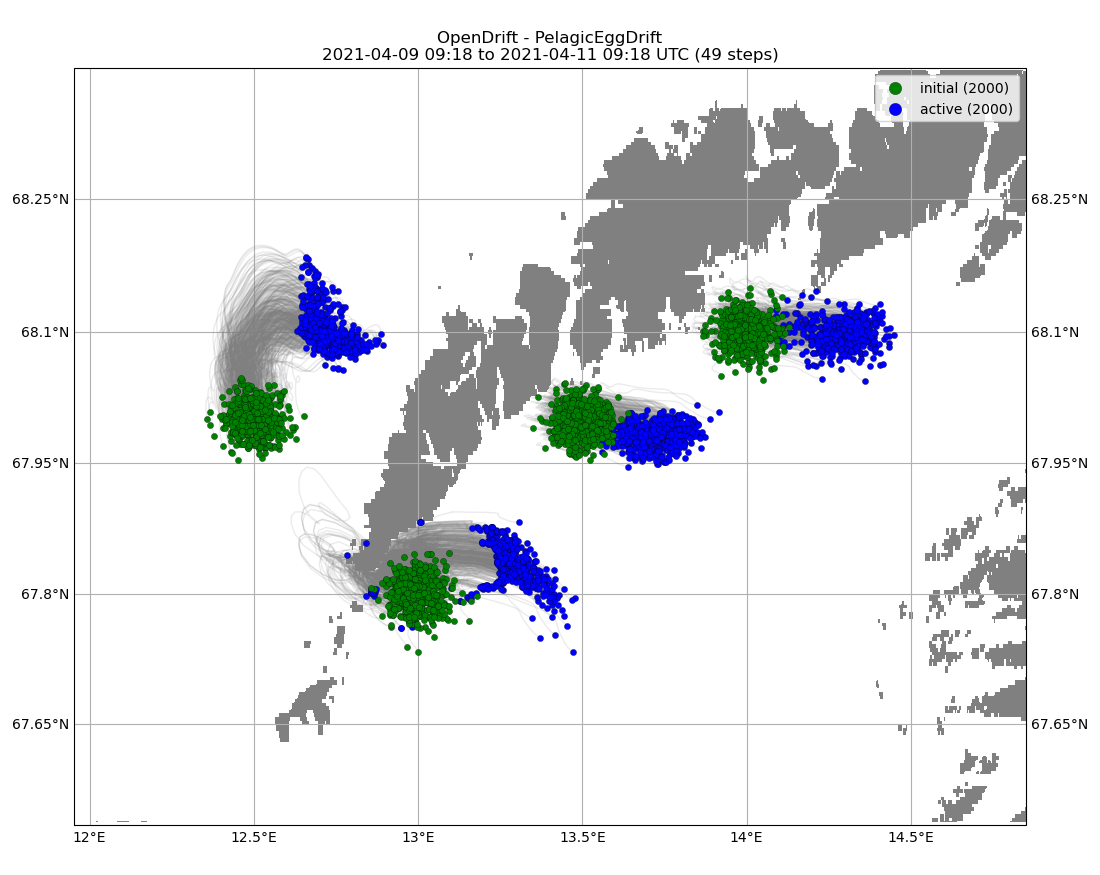 OpenDrift - PelagicEggDrift
2021-04-09 09:18 to 2021-04-11 09:18 UTC (49 steps)
initial (2000)
active (2000)
68.25°N
68.25°N
68.1°N
68.1°N
67.95°N
67.95°N
67.8°N
67.8°N
67.65°N
67.65°N
12°E
12.5°E
13°E
13.5°E
14°E
14.5°E